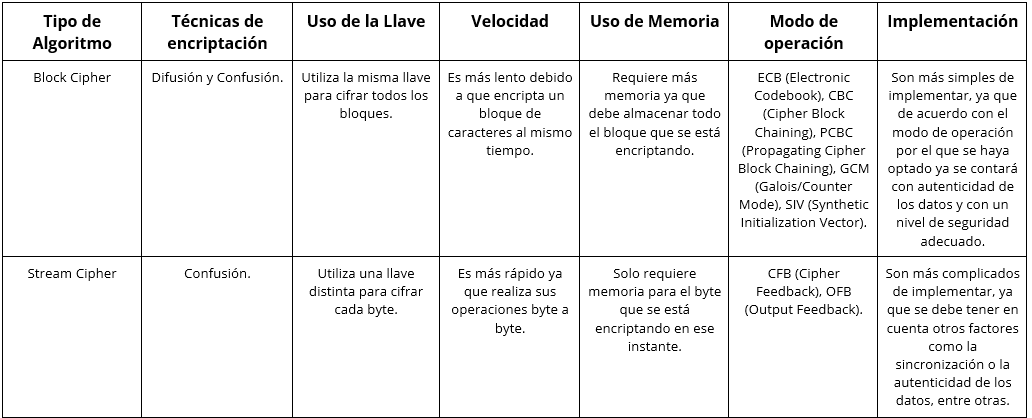 Tipo de
Algoritmo
Técnicas de
encriptación
Uso de la Llave
Velocidad
Uso de Memoria
Modo de
operación
Implementación
Block Cipher
Difusión y Confusión.
Utiliza la misma llave
para cifrar todos los
bloques.
Es más lento debido
a que encripta un
bloque de
caracteres al mismo
tiempo.
Requiere más
memoria ya que
debe almacenar todo
el bloque que se está
encriptando.
ECB (Electronic
Codebook), CBC
(Cipher Block
Chaining), PCBC
(Propagating Cipher
Block Chaining), GCM
(Galois/Counter
Mode), SIV (Synthetic
Initialization Vector).
Son más simples de
implementar, ya que
de acuerdo con el
modo de operación
por el que se haya
optado ya se contará
con autenticidad de
los datos y con un
nivel de seguridad
adecuado.
Stream Cipher
Confusión.
Utiliza una llave
distinta para cifrar
cada byte.
Es más rápido ya
que realiza sus
operaciones byte a
byte.
Solo requiere
memoria para el byte
que se está
encriptando en ese
instante.
CFB (Cipher
Feedback), OFB
(Output Feedback).
Son más complicados
de implementar, ya
que se debe tener en
cuenta otros factores
como la
sincronización o la
autenticidad de los
datos, entre otras.